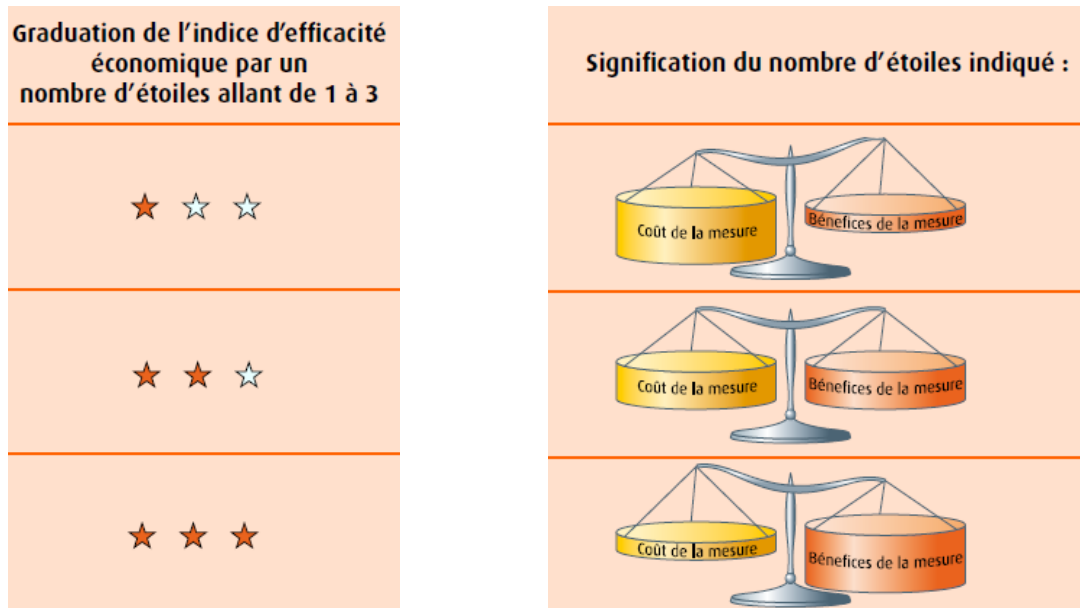 Graduation de l'indice d'efficacité
économique par un
nombre d'étoiles allant de 1 à 3
Signification du nombre d'étoiles indiqué :
Coût de la mesure
Bénefices de la mesure
Coût de la mesure
Bénefices de la mesure
Coût de la mesure
Bénefices de la mesure